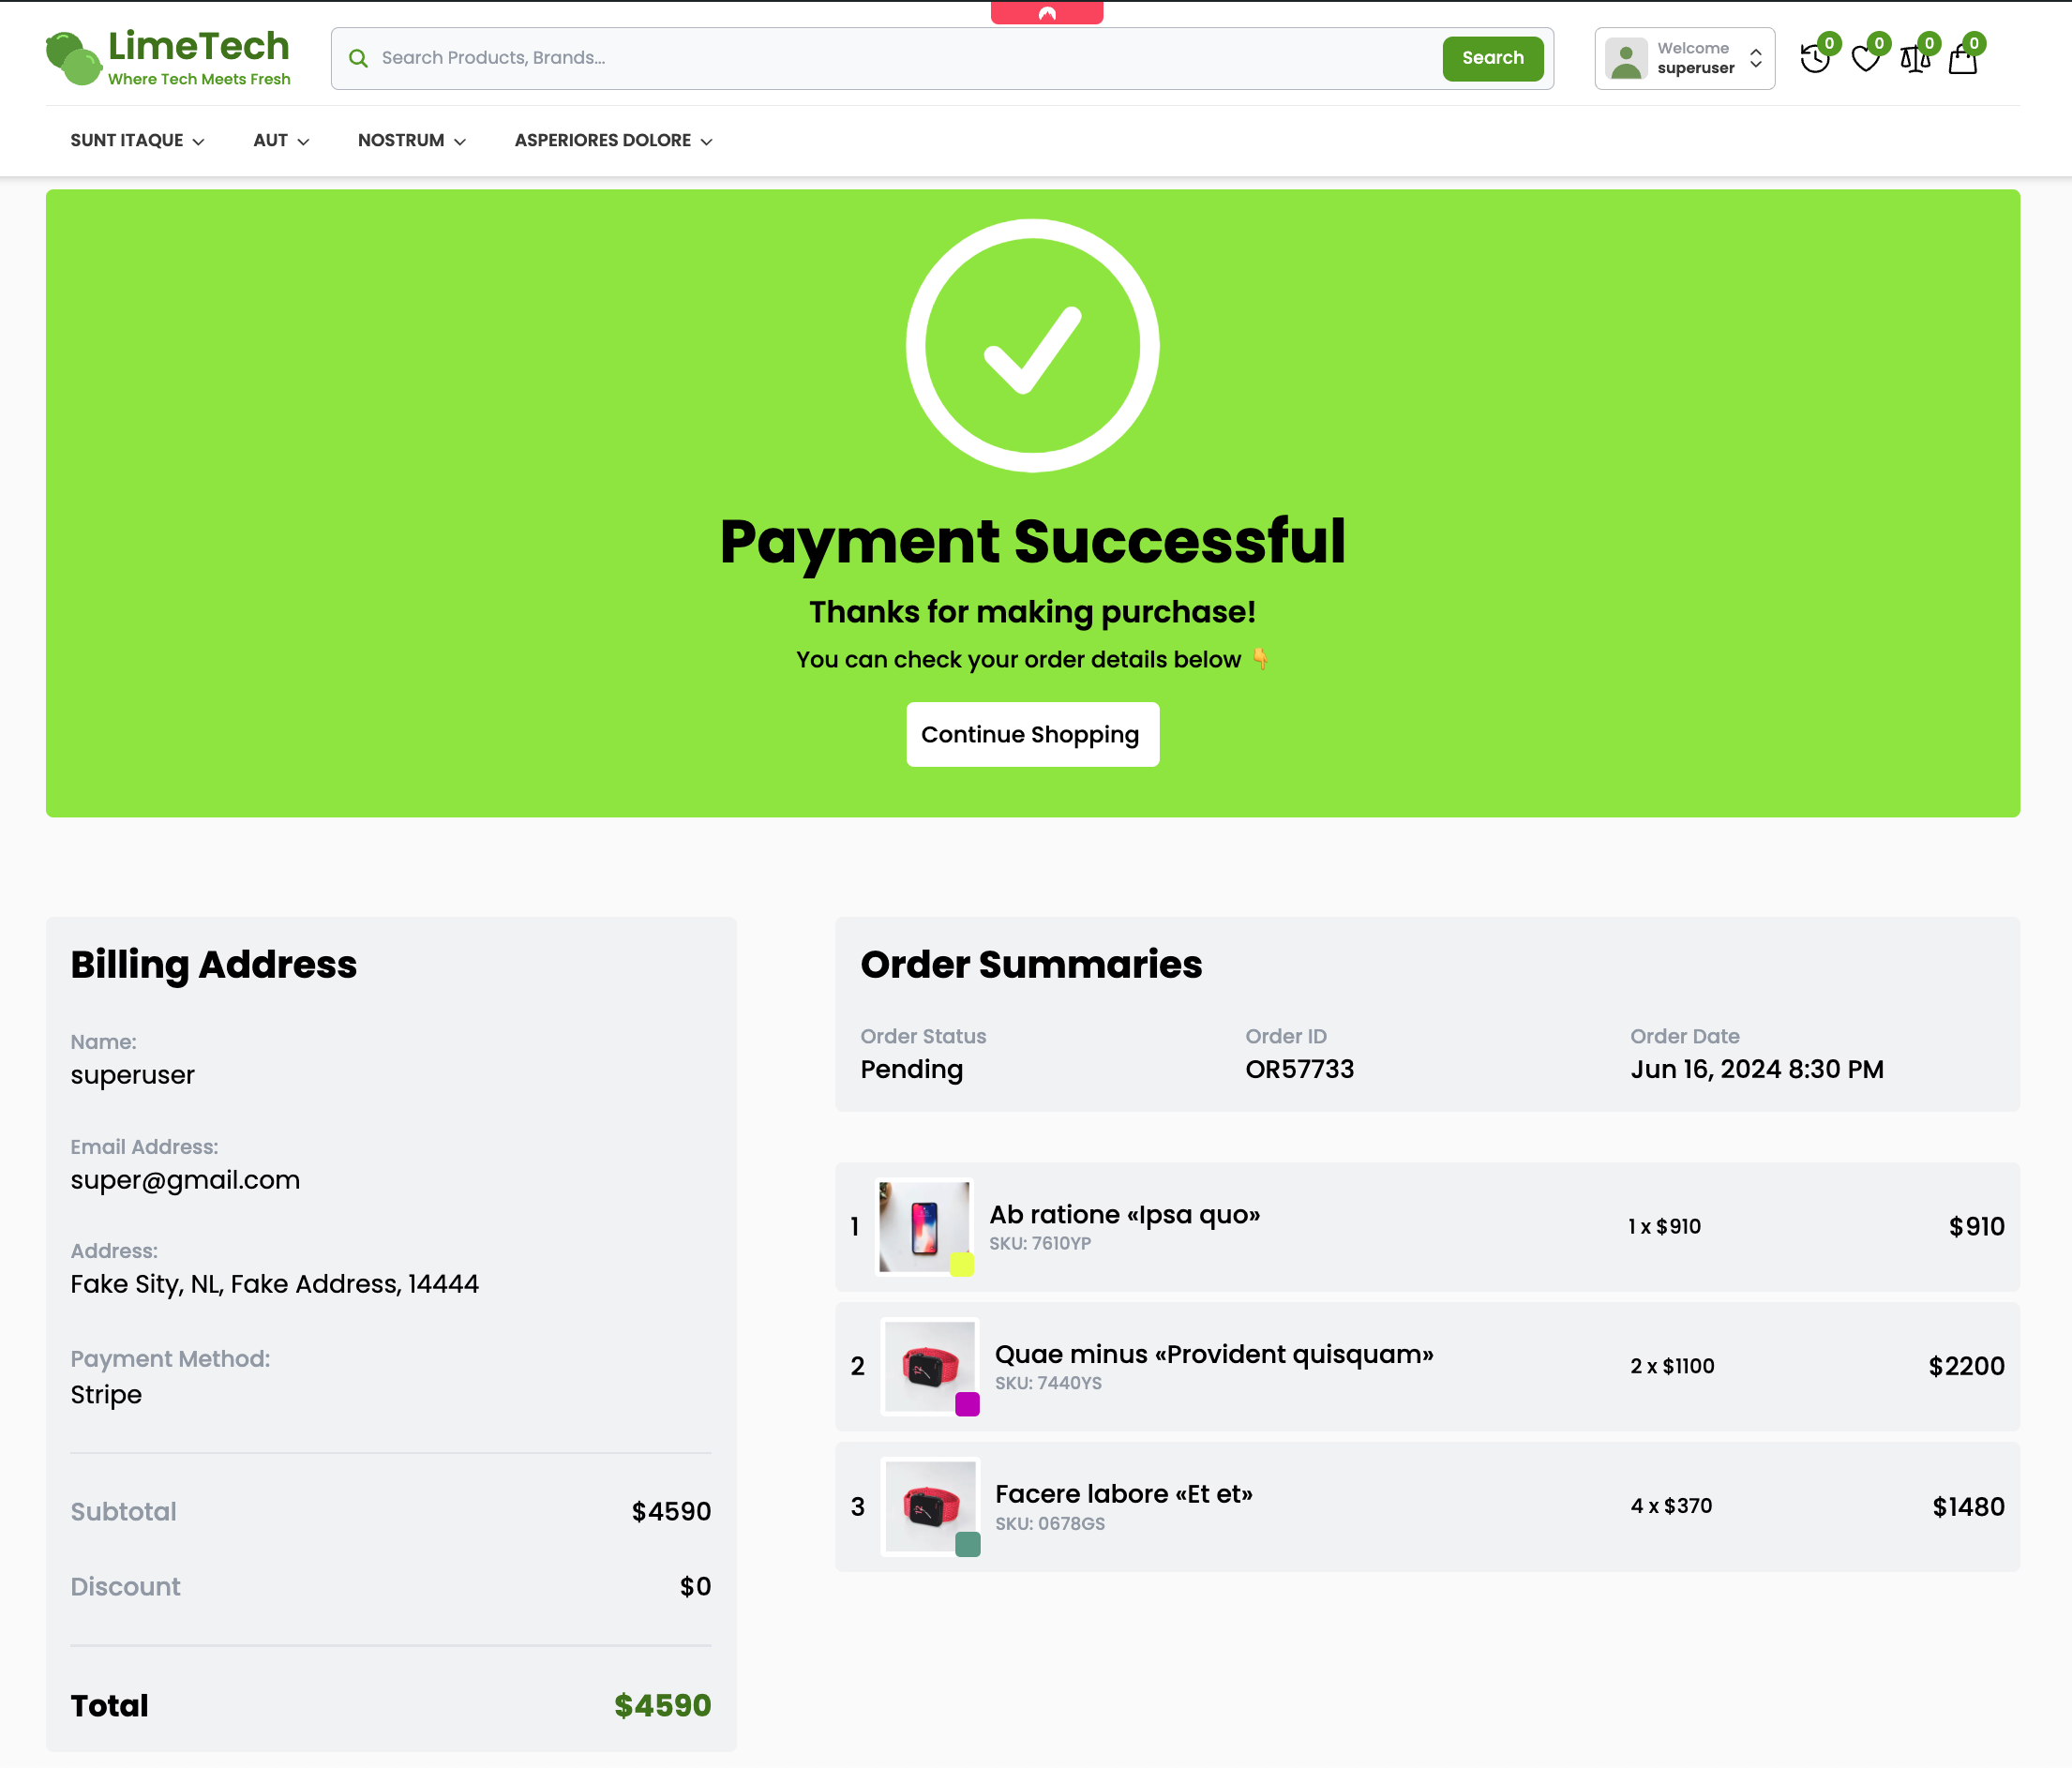 LimeTech
Where Tech Meets Fresh
Search Products, Brands...
Search
Welcome
superuser
0
0
0
0
SUNT ITAQUE
AUT
NOSTRUM
ASPERIORES DOLORE
Payment Successful
Thanks for making purchase!
You can check your order details below 👇
Continue Shopping
Billing Address
Name:
superuser
Email Address:
super@gmail.com
Address:
Fake Sity, NL, Fake Address, 14444
Payment Method:
Stripe
Subtotal $4590
Discount $0
Total $4590
Order Summaries
Order Status Order ID Order Date
Pending OR57733 Jun 16, 2024 8:30 PM
1 Ab ratione «Ipsa quo» 1 x $910 $910
SKU: 7610YP
2 Quae minus «Provident quisquam» 2 x $1100 $2200
SKU: 7440YS
3 Facere labore «Et et» 4 x $370 $1480
SKU: 0678GS